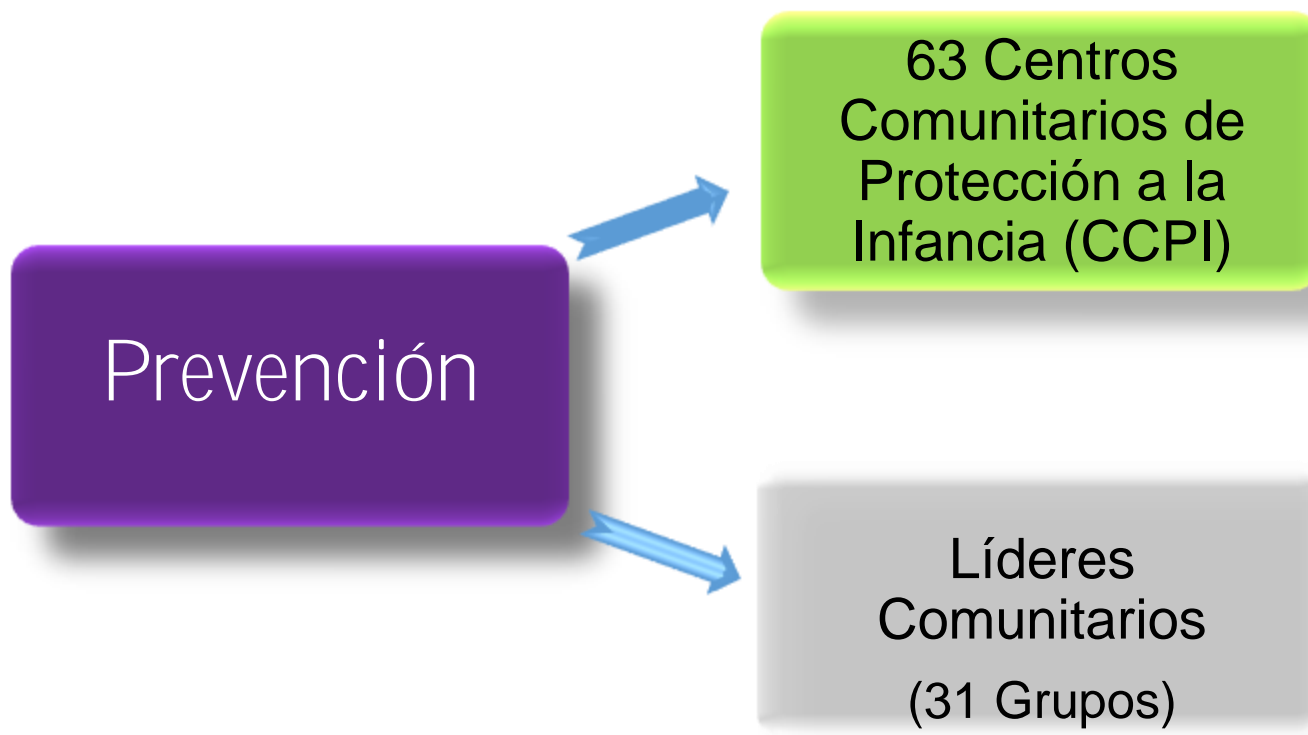 Prevención
63 Centros
Comunitarios de
Protección a la
Infancia (CCPI)
Líderes
Comunitarios
(31 Grupos)